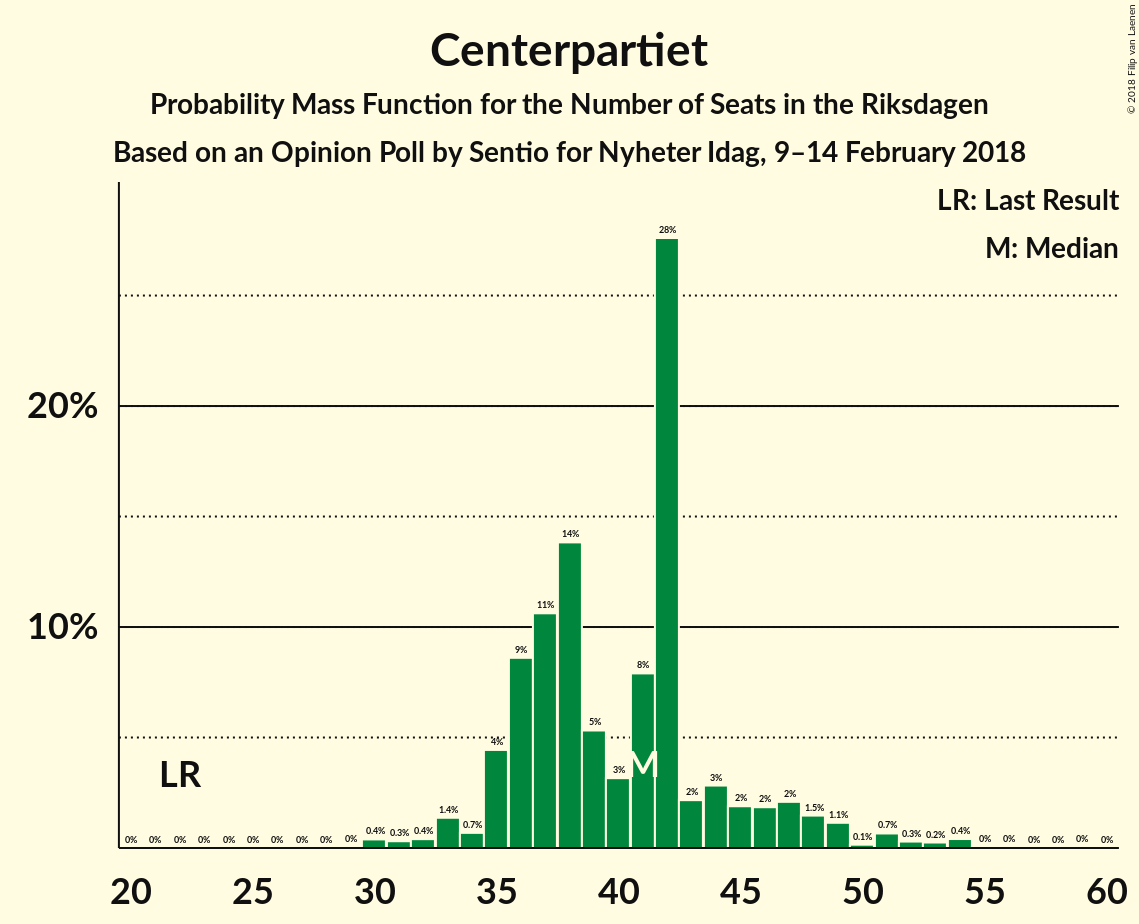 Centerpartiet
Probability Mass Function for the Number of Seats in the Riksdagen
Based on an Opinion Poll by Sentio for Nyheter Idag, 9–14 February 2018
© 2018 Filip van Laenen
LR: Last Result
M: Median
28%
20%
14%
11%
10%
9%
8%
5%
4%
3%
M
LR
3%
2%
2%
2%
2%
1.5%
1.4%
1.1%
0.7%
0.7%
0% 0% 0% 0% 0% 0% 0% 0% 0% 0% 0.4% 0.3% 0.4% 0.1% 0.3% 0.2% 0.4% 0% 0% 0% 0% 0% 0%
20 25 30 35 40 45 50 55 60